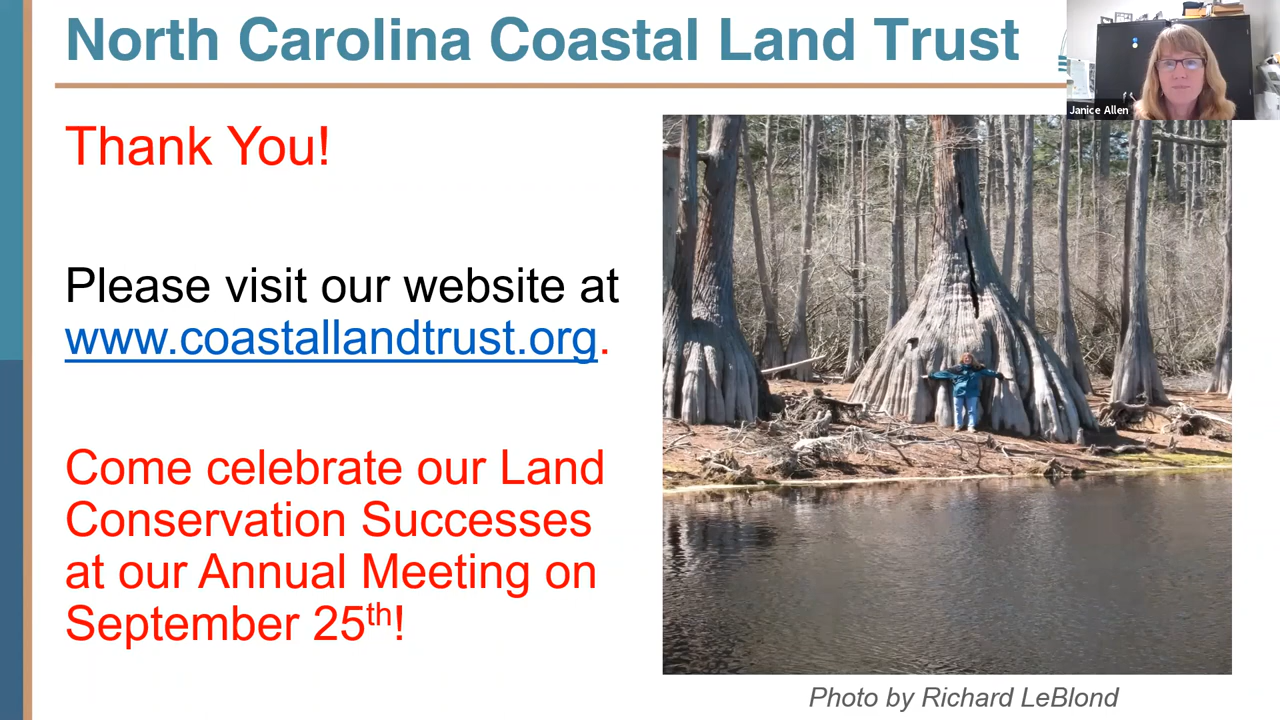 North Carolina Coastal Land Trust
Janice Allen
Thank You!
Please visit our website at
www.coastallandtrust.org.
Come celebrate our Land
Conservation Successes
at our Annual Meeting on
September 25th!
Photo by Richard LeBlond